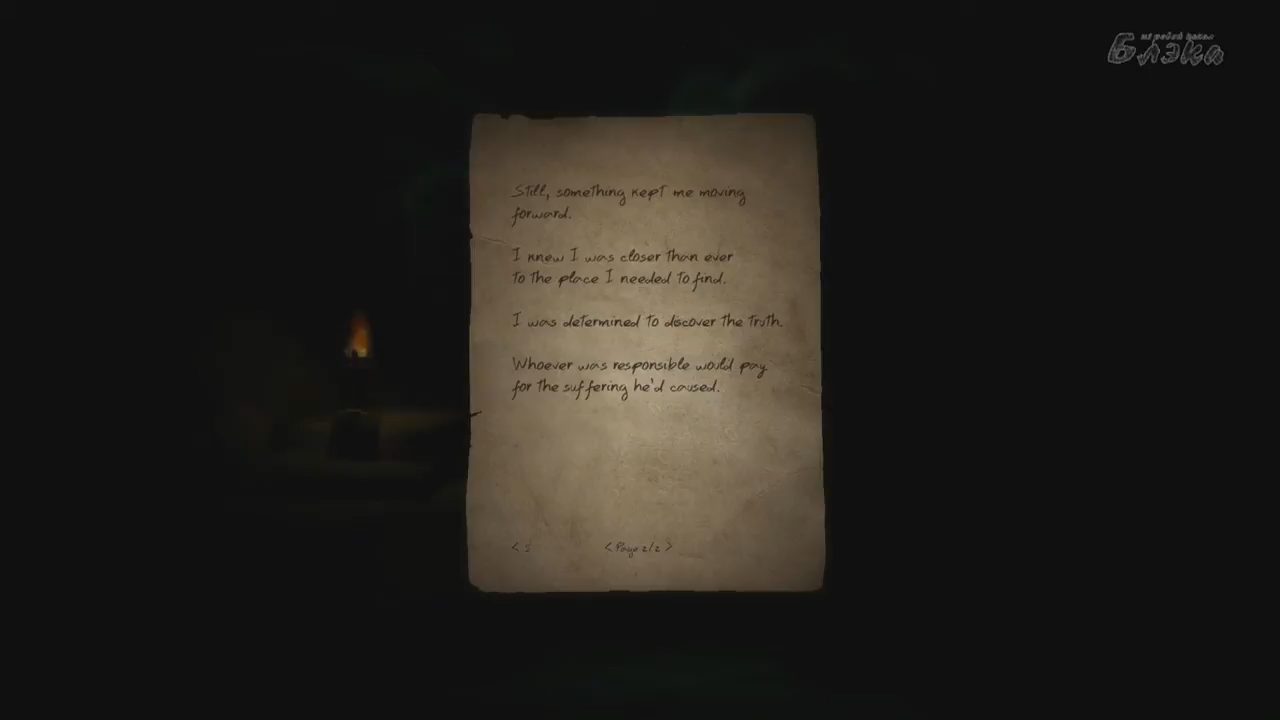 Блэка
Still, something kept me moving
forward.
I knew I was closer than ever
to the place I needed to find.
I was determined to discover the truth.
Whoever was responsible would pay
for the suffering he'd caused.
< Page 2/2 >